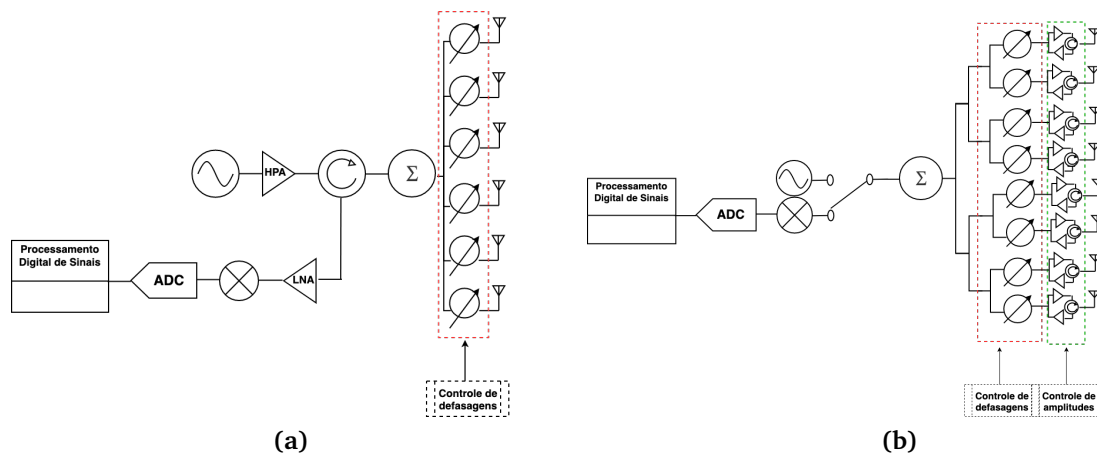 HPA
Σ
Processamento
Digital de Sinais
ADC
LNA
Controle de
defasagens
(a)
Processamento
Digital de Sinais
ADC
Σ
Controle de
defasagens
Controle de
amplitudes
(b)